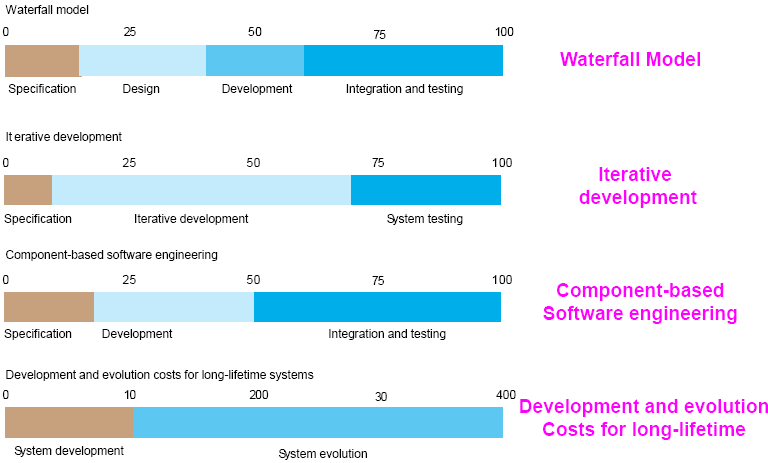 Waterfall model
0 25 50 75 100
Waterfall Model
Specification Design Development Integration and testing
It erative development
0 25 50 75 100
Iterative
development
Specification Iterative development System testing
Component-based software engineering
0 25 50 75 100
Component-based
Software engineering
Specification Development Integration and testing
Development and evolution costs for long-lifetime systems
0 10 200 30 400
Development and evolution
Costs for long-lifetime
System development System evolution